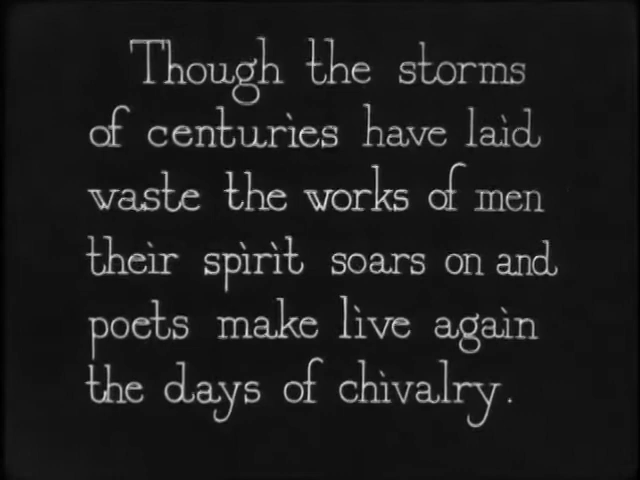 Though the storms
of centuries have laid
waste the works of men
their spirit soars on and
poets make live again
the days of chivalry.